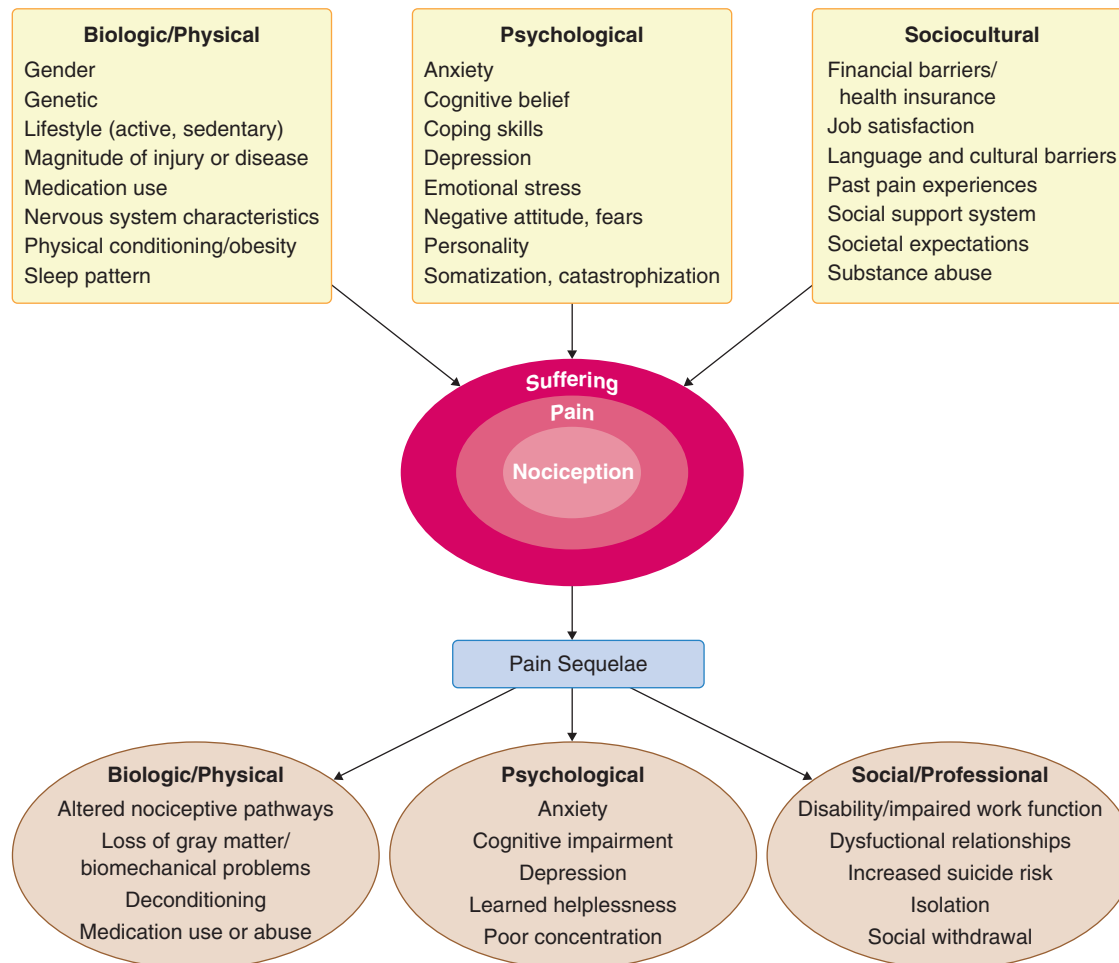 Biologic/Physical
Gender
Genetic
Lifestyle (active, sedentary)
Magnitude of injury or disease
Medication use
Nervous system characteristics
Physical conditioning/obesity
Sleep pattern
Psychological
Anxiety
Cognitive belief
Coping skills
Depression
Emotional stress
Negative attitude, fears
Personality
Somatization, catastrophization
Sociocultural
Financial barriers/
health insurance
Job satisfaction
Language and cultural barriers
Past pain experiences
Social support system
Societal expectations
Substance abuse
Suffering
Pain
Nociception
Pain Sequelae
Biologic/Physical
Altered nociceptive pathways
Loss of gray matter/
biomechanical problems
Deconditioning
Medication use or abuse
Psychological
Anxiety
Cognitive impairment
Depression
Learned helplessness
Poor concentration
Social/Professional
Disability/impaired work function
Dysfuctional relationships
Increased suicide risk
Isolation
Social withdrawal